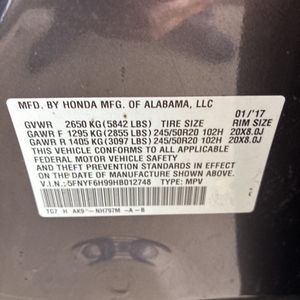 MFD. BY HONDA MFG. OF ALABAMA, LLC
01/'17
GVWR 2650 KG(5842 LBS) TIRE SIZE RIM SIZE
GAWR F 1295 KG(2855 LBS)245/50R20 102H 20X8.0J
GAWR R 1405 KG(3097 LBS)245/50R20 102H 20X8.0J
THIS VEHICLE CONFORMS TO ALL APPLICABLE
FEDERAL MOTOR VEHICLE SAFETY
AND THEFT PREVENTION STANDARDS IN EFFECT
ON THE DATE OF MANUFACTURE
SHOWN ABOVE.
V.I.N.: 5FNYF6H99HB012748 TYPE: MPV
TG7 H AK9 -NH797M -A-B